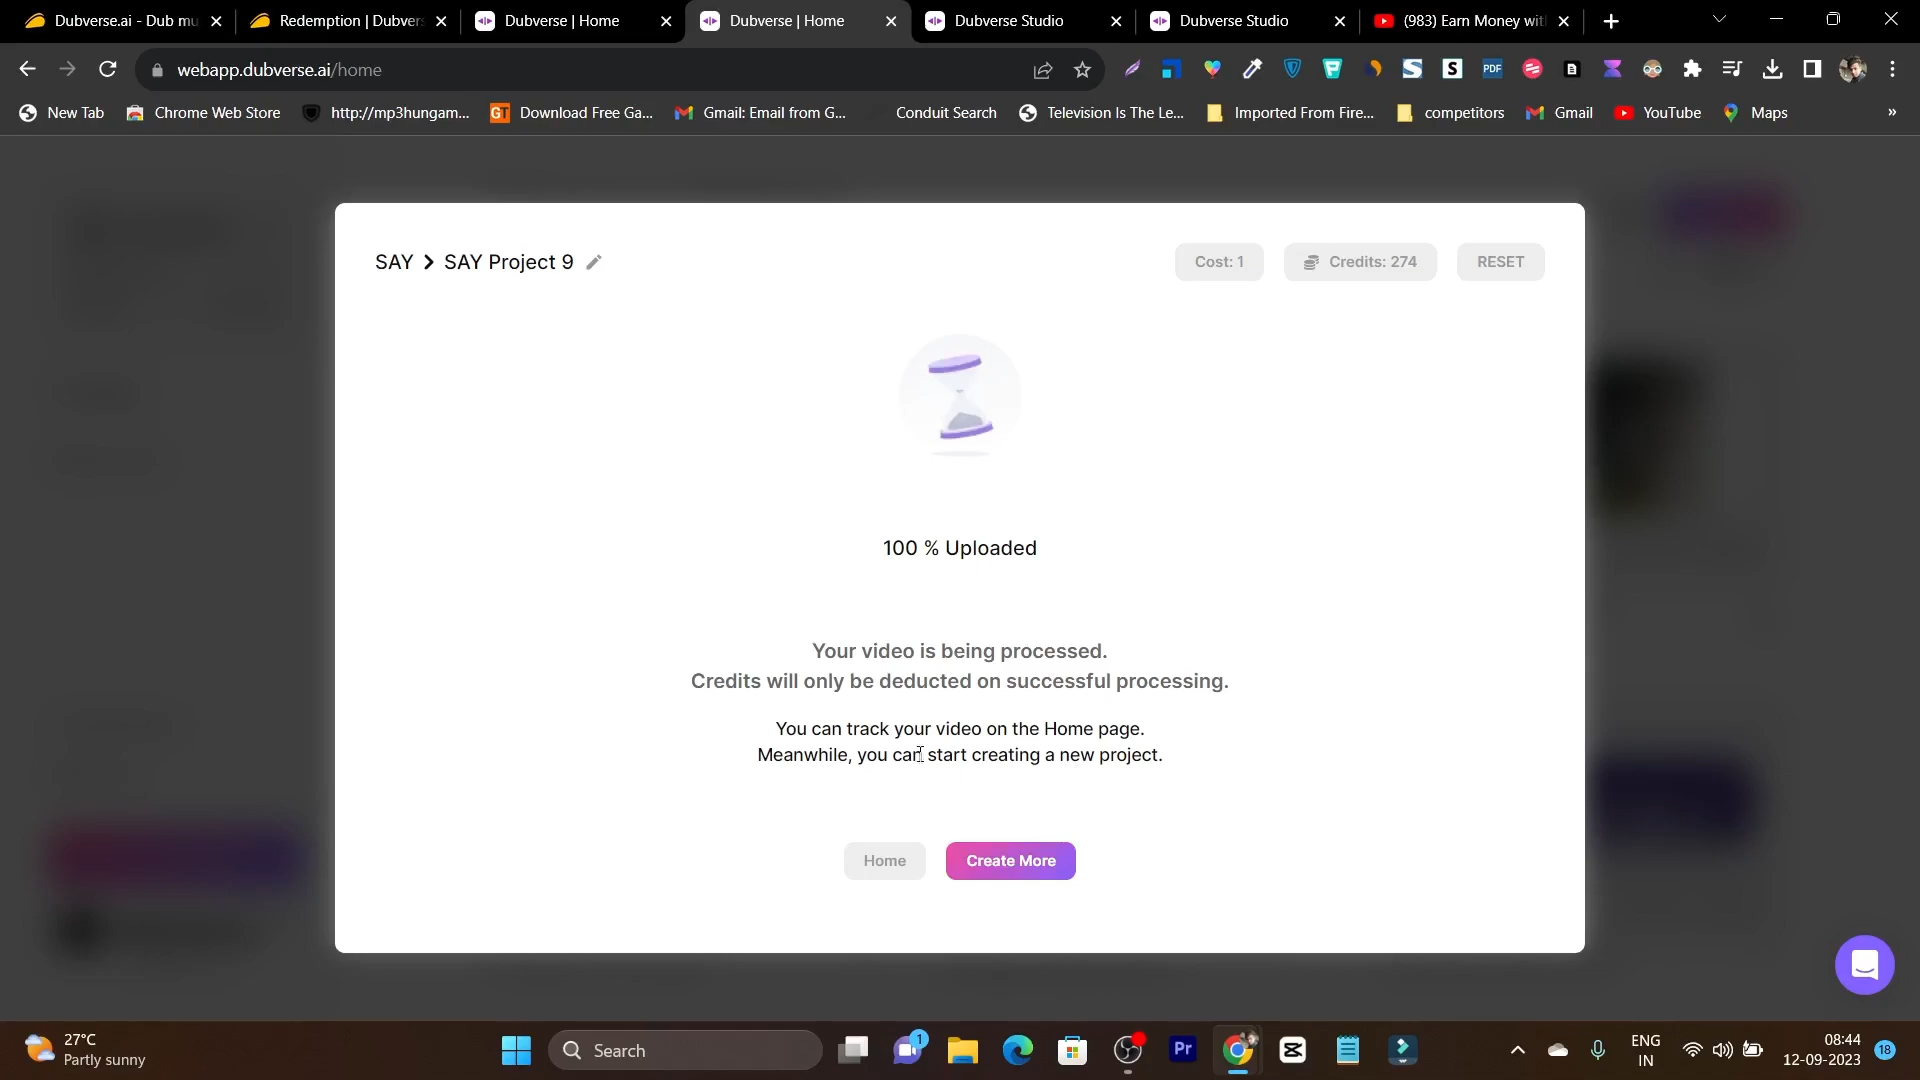 Dubverse.ai - Dub mu
Redemption | Dubvers
Dubverse | Home
Dubverse | Home
Dubverse Studio
Dubverse Studio
(983) Earn Money wit
webapp.dubverse.ai/home
New Tab
Chrome Web Store
http://mp3hungam...
Download Free Ga...
Gmail: Email from G...
Conduit Search
Television Is The Le...
Imported From Fire...
competitors
Gmail
YouTube
Maps
»
SAY > SAY Project 9
Cost: 1
Credits: 274
RESET
100 % Uploaded
Your video is being processed.
Credits will only be deducted on successful processing.
You can track your video on the Home page.
Meanwhile, you can start creating a new project.
Home
Create More
27°C
Partly sunny
Search
1
Pr
ENG
IN
08:44
12-09-2023
18